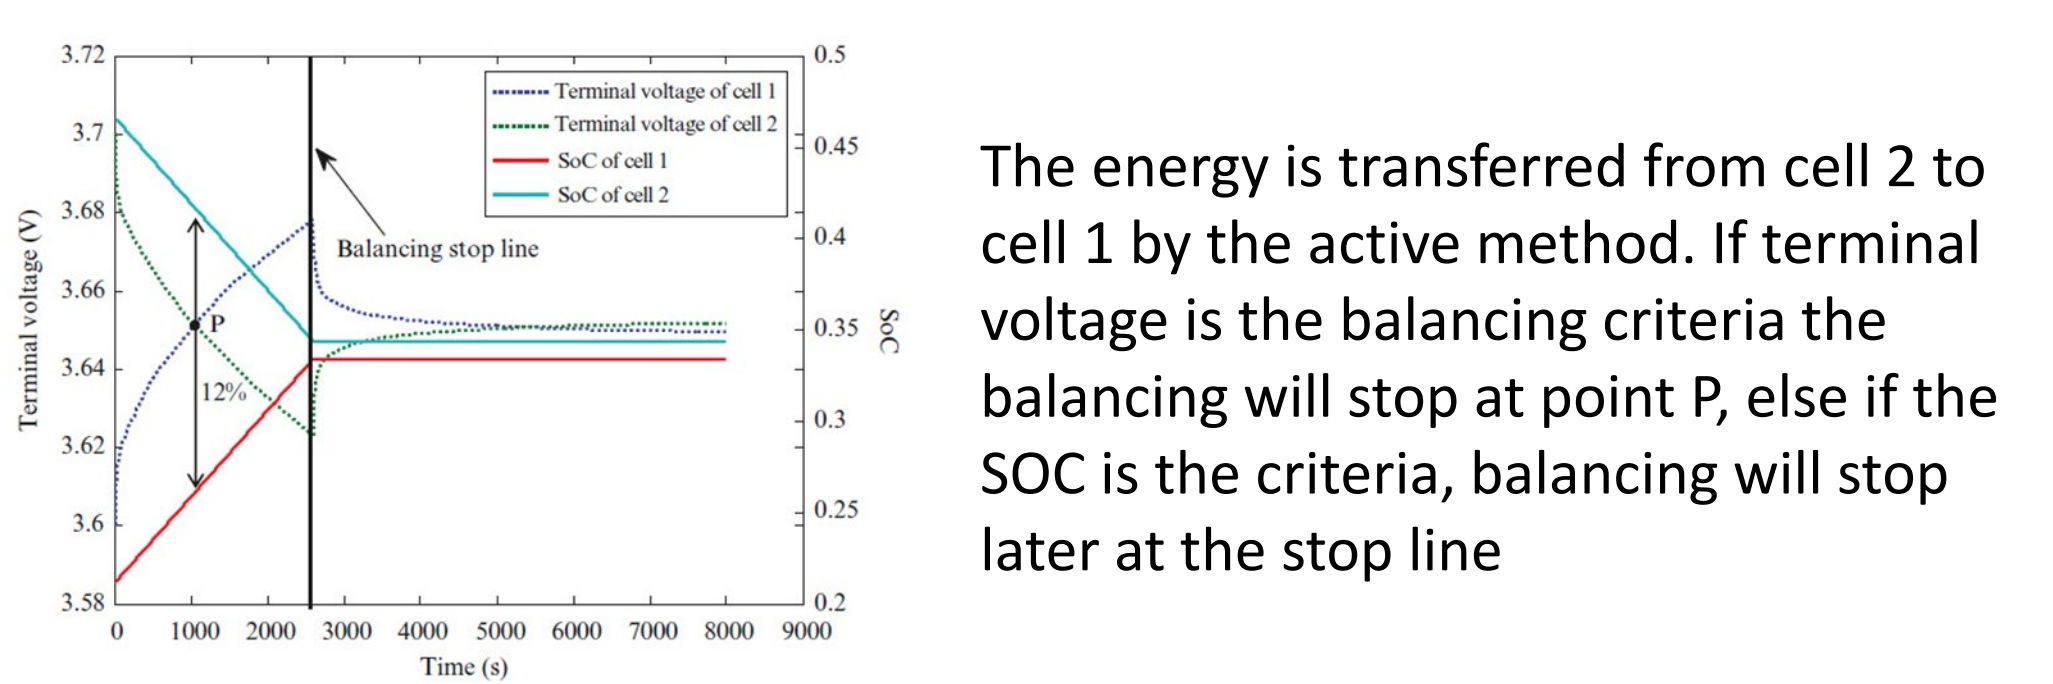 3.72
3.7
3.68
3.66
3.64
3.62
3.6
3.58
Terminal voltage (V)
0.5
0.45
0.4
0.35
0.3
0.25
0.2
SoC
0 1000 2000 3000 4000 5000 6000 7000 8000 9000
Time (s)
Terminal voltage of cell 1
Terminal voltage of cell 2
SoC of cell 1
SoC of cell 2
Balancing stop line
P
12%
The energy is transferred from cell 2 to
cell 1 by the active method. If terminal
voltage is the balancing criteria the
balancing will stop at point P, else if the
SOC is the criteria, balancing will stop
later at the stop line